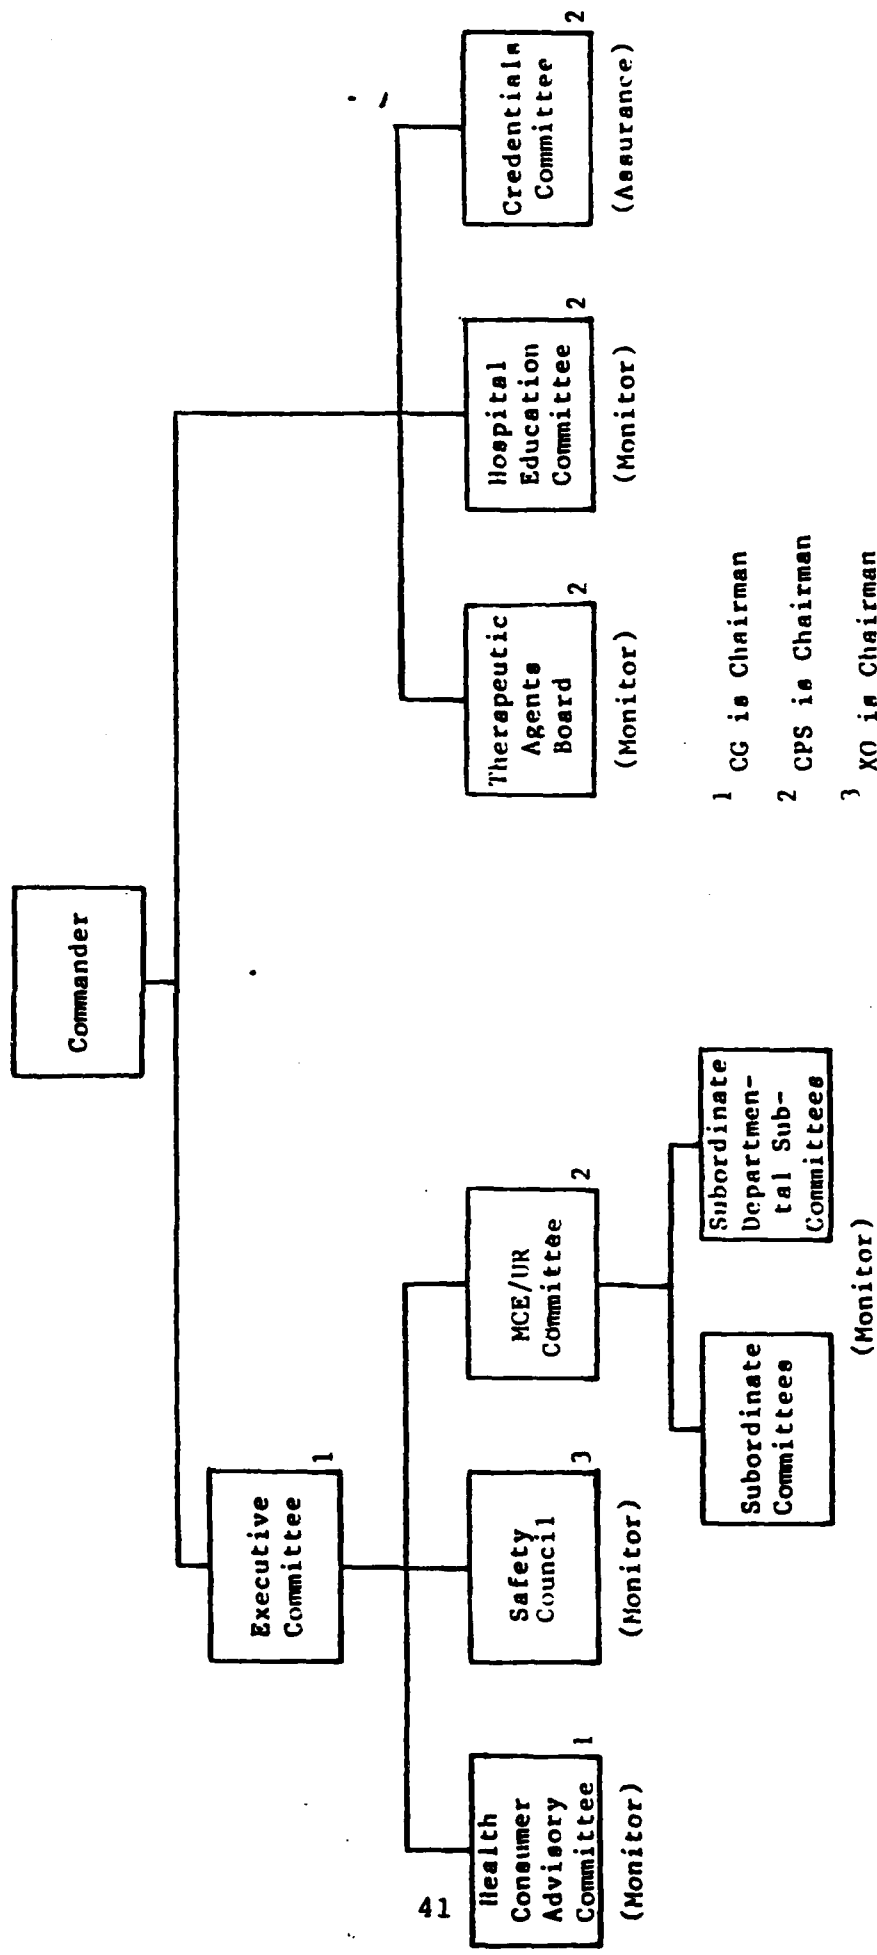 Commander
Executive
Committee
1
Health
Consumer
Advisory
Committee
1
(Monitor)
Safety
Council
3
(Monitor)
MCE/UR
Committee
2
Therapeutic
Agents
Board
2
(Monitor)
Hospital
Education
Committee
2
(Monitor)
Credentials
Committee
2
(Assurance)
Subordinate
Committees
Subordinate
Departmen-
tal Sub-
Committees
(Monitor)
1 CG is Chairman
2 CPS is Chairman
3 XO is Chairman
41